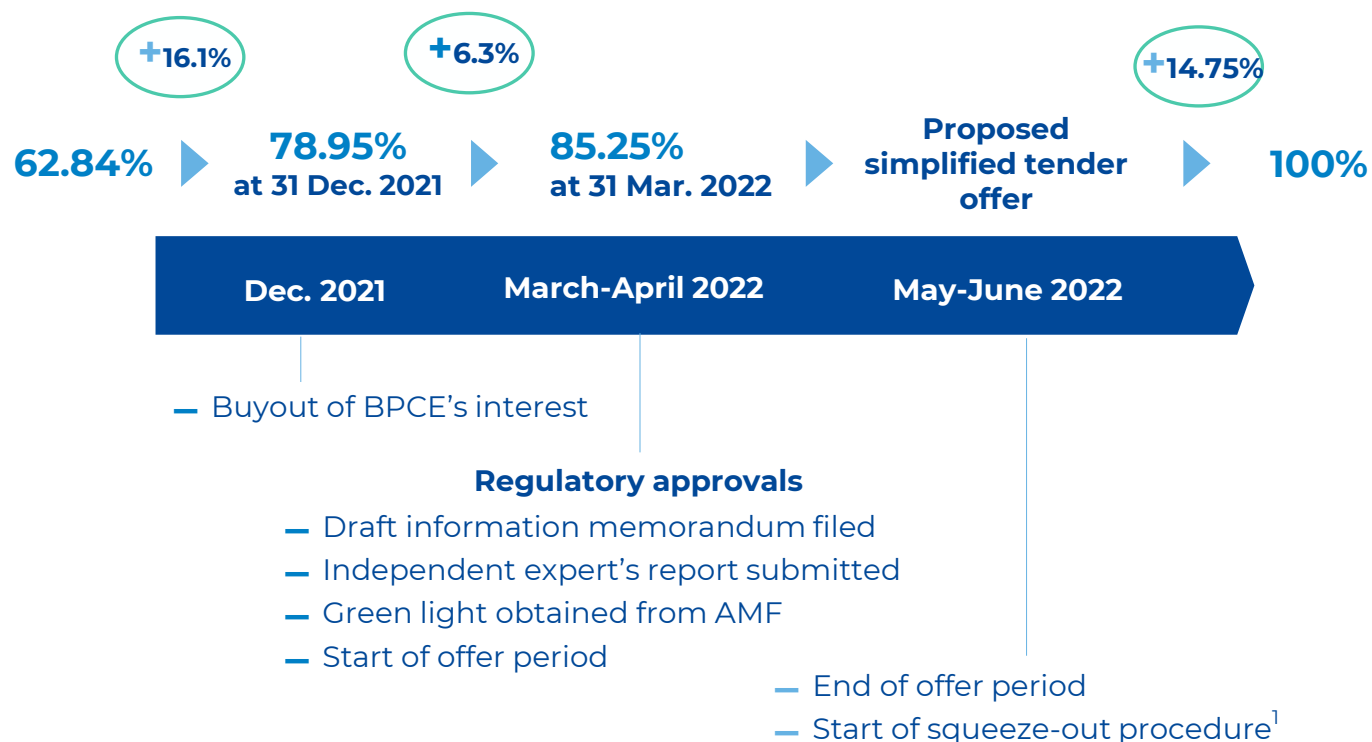 +16.1%
+6.3%
+14.75%
62.84%
78.95%
at 31 Dec. 2021
85.25%
at 31 Mar. 2022
Proposed
simplified tender
offer
100%
Dec. 2021
March-April 2022
May-June 2022
– Buyout of BPCE’s interest
Regulatory approvals
– Draft information memorandum filed
– Independent expert’s report submitted
– Green light obtained from AMF
– Start of offer period
– End of offer period
– Start of squeeze-out procedure¹